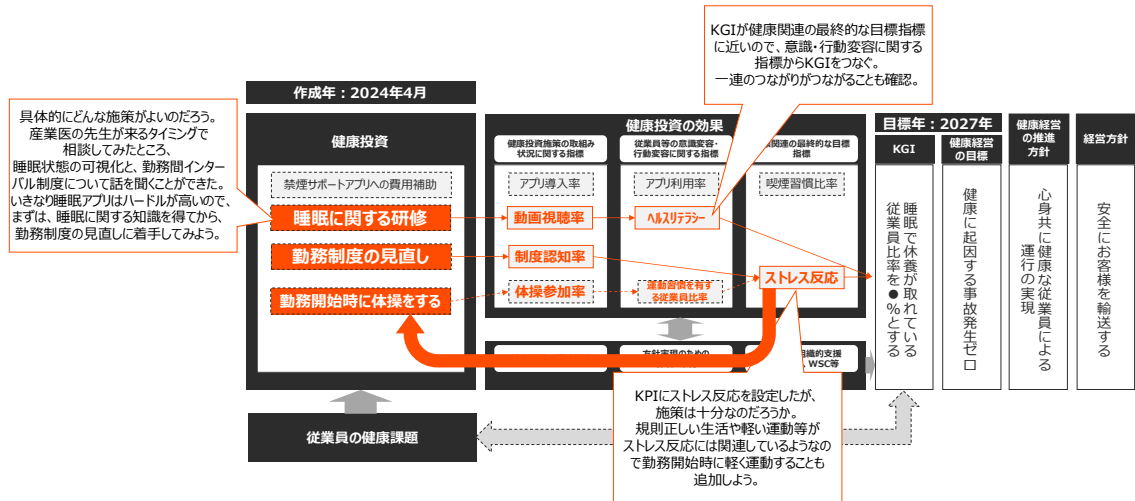 KGIが健康関連の最終的な目標指標
に近いので、意識・行動変容に関する
指標からKGIをつなぐ。
一連のつながりがつながることも確認。
作成年：2024年4月
具体的にどんな施策がよいのだろう。
産業医の先生が来るタイミングで
相談してみたところ、
睡眠状態の可視化と、勤務間インター
バル制度について話を聞くことができた。
いきなり睡眠アプリはハードルが高いので、
まずは、睡眠に関する知識を得てから、
勤務制度の見直しに着手してみよう。
健康投資
禁煙サポートアプリへの費用補助
睡眠に関する研修
勤務制度の見直し
勤務開始時に体操をする
健康投資の効果
健康投資施策の取組み
状況に関する指標
従業員等の意識変容・
行動変容に関する指標
関連の最終的な目標
指標
アプリ導入率
アプリ利用率
喫煙習慣比率
動画視聴率
ヘルスリテラシー
制度認知率
ストレス反応
体操参加率
運動習慣を有す
る従業員比率
方針実現のための
組織的支援
WSC等
目標年：2027年
KGI
健康経営
の目標
健康経営
の推進
方針
経営方針
睡眠で休養が取れている
従業員比率を●%とする
健康に起因する事故発生ゼロ
心身共に健康な従業員による
運行の実現
安全にお客様を輸送する
KPIにストレス反応を設定したが、
施策は十分なのだろうか。
規則正しい生活や軽い運動等が
ストレス反応には関連しているようなの
で勤務開始時に軽く運動することも
追加しよう。
従業員の健康課題